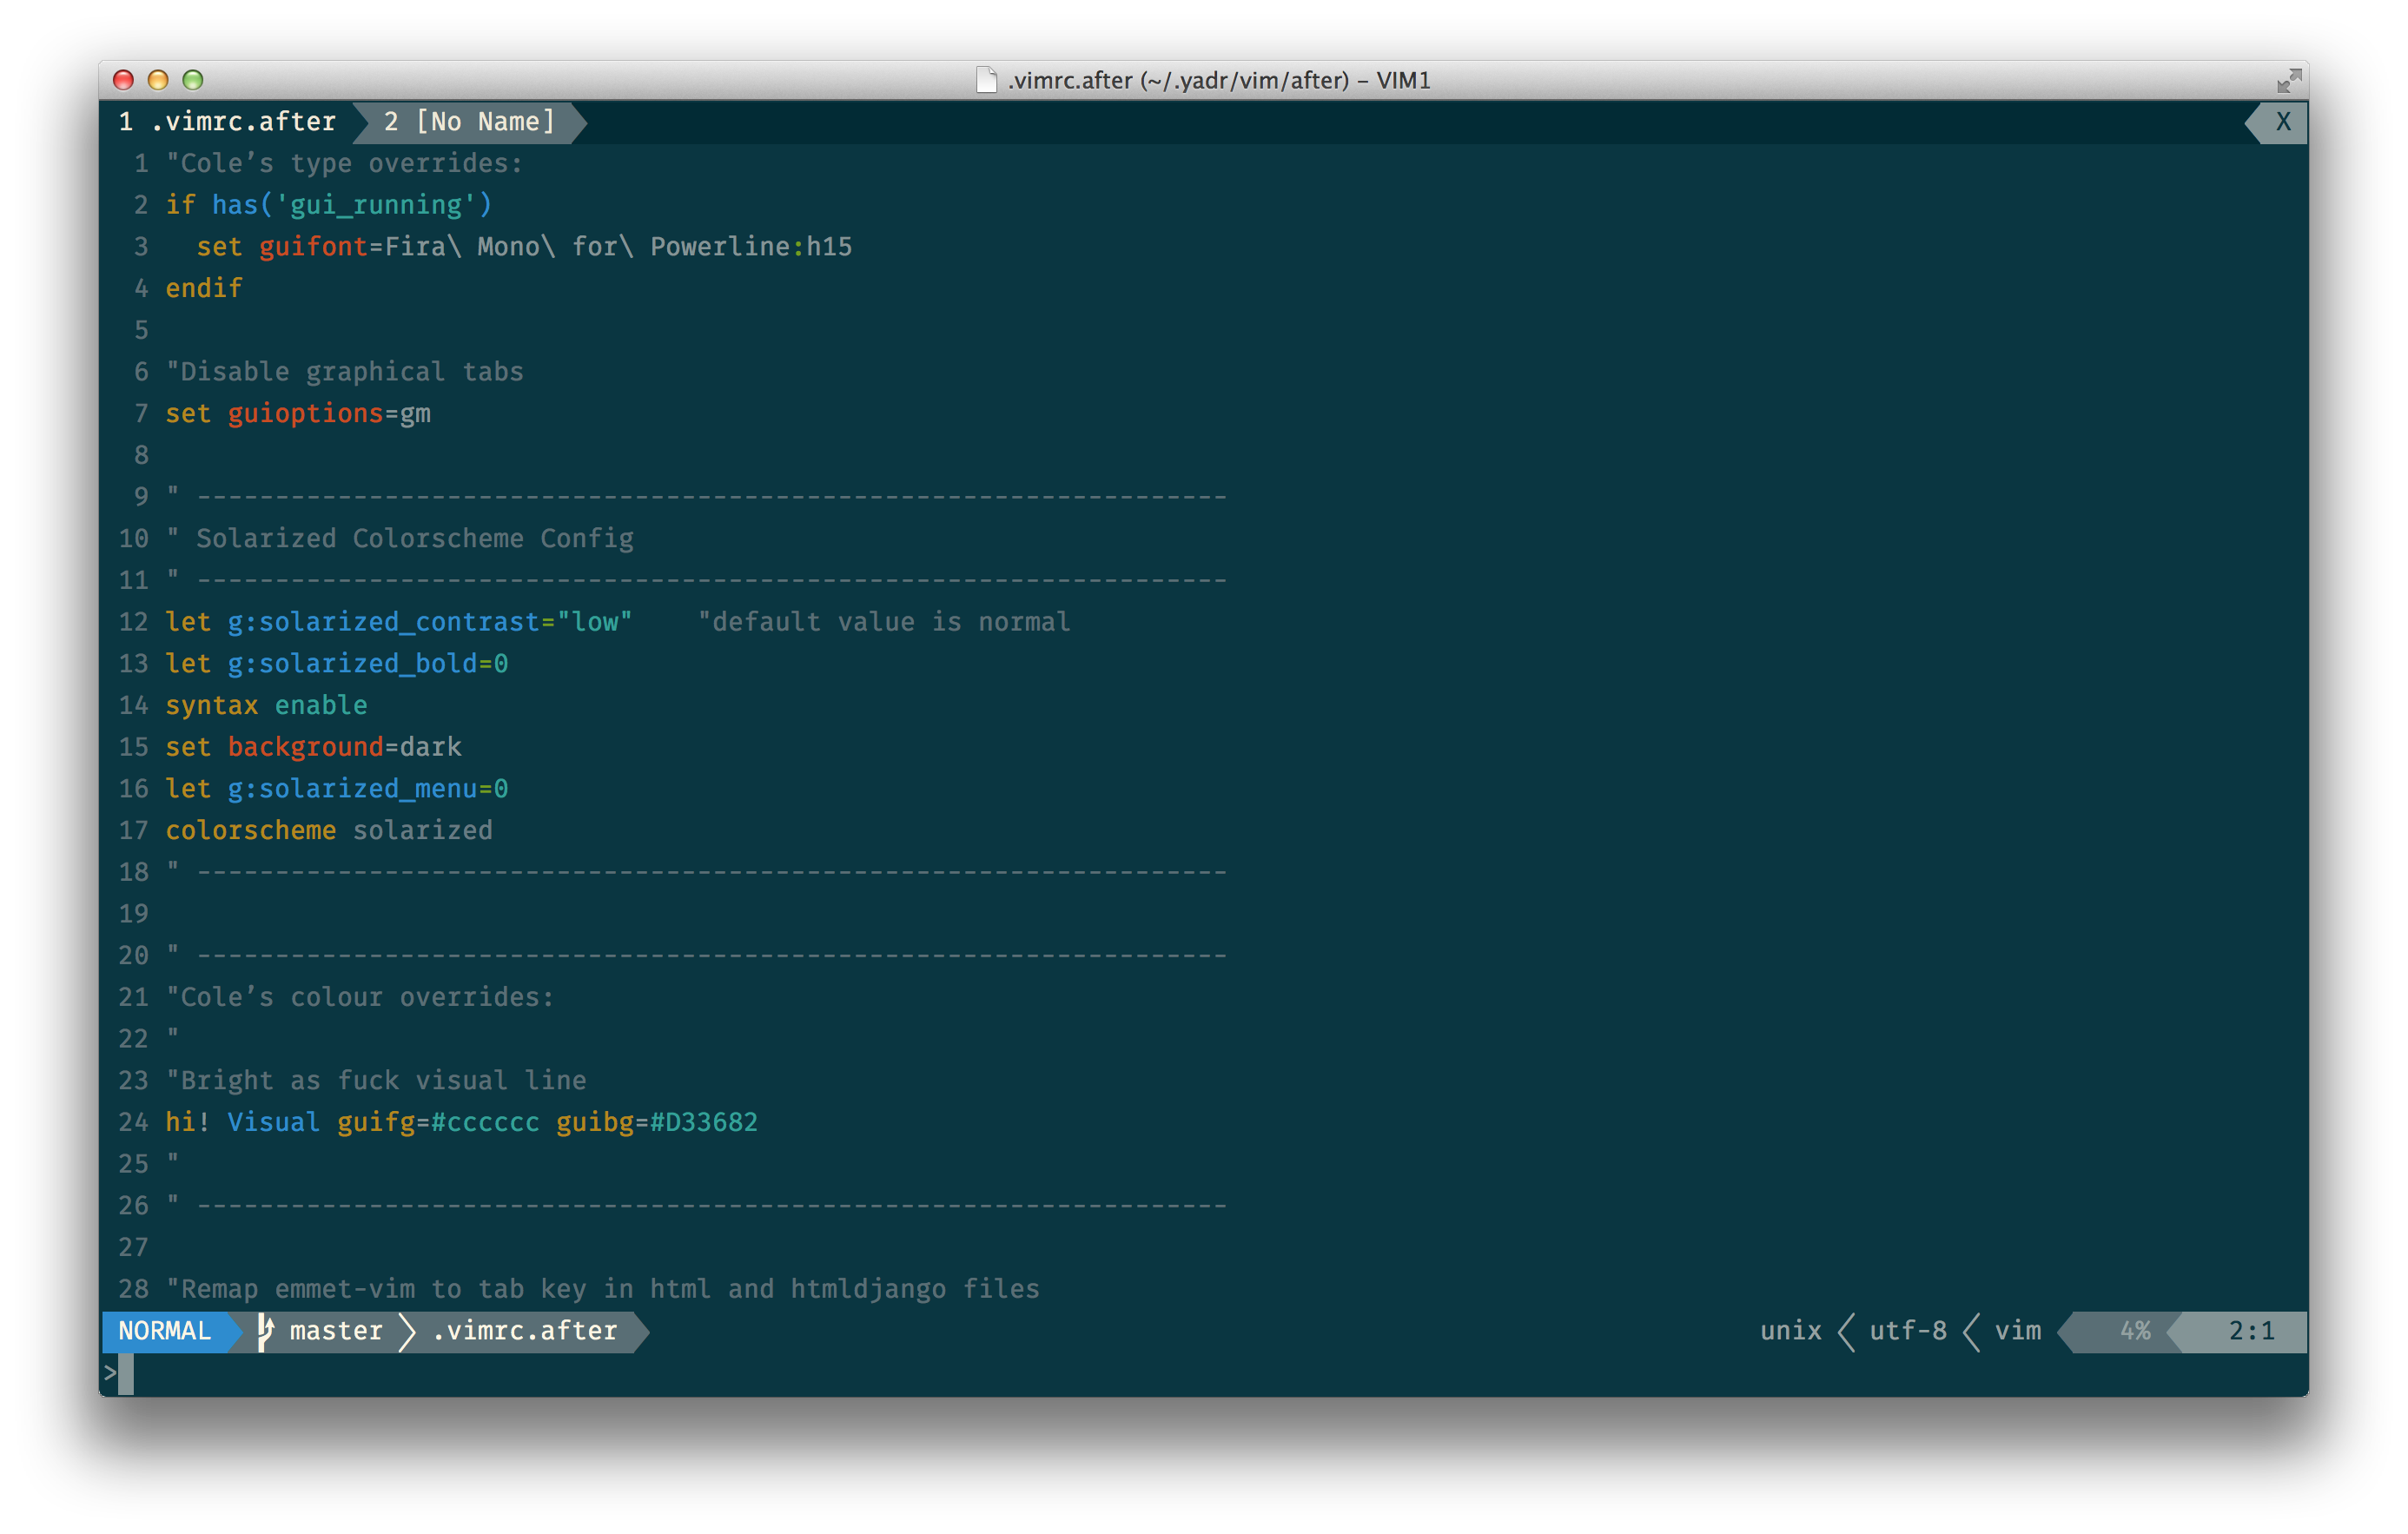 .vimrc.after (~/.yadr/vim/after) – VIM1
1 .vimrc.after 2 [No Name] X
1 "Cole’s type overrides:
2 if has('gui_running')
3   set guifont=Fira\ Mono\ for\ Powerline:h15
4 endif
5
6 "Disable graphical tabs
7 set guioptions=gm
8
9 " ------------------------------------------------------------------
10 " Solarized Colorscheme Config
11 " ------------------------------------------------------------------
12 let g:solarized_contrast="low"    "default value is normal
13 let g:solarized_bold=0
14 syntax enable
15 set background=dark
16 let g:solarized_menu=0
17 colorscheme solarized
18 " ------------------------------------------------------------------
19
20 " ------------------------------------------------------------------
21 "Cole’s colour overrides:
22 "
23 "Bright as fuck visual line
24 hi! Visual guifg=#cccccc guibg=#D33682
25 "
26 " ------------------------------------------------------------------
27
28 "Remap emmet-vim to tab key in html and htmldjango files
NORMAL master .vimrc.after unix utf-8 vim 4% 2:1
>